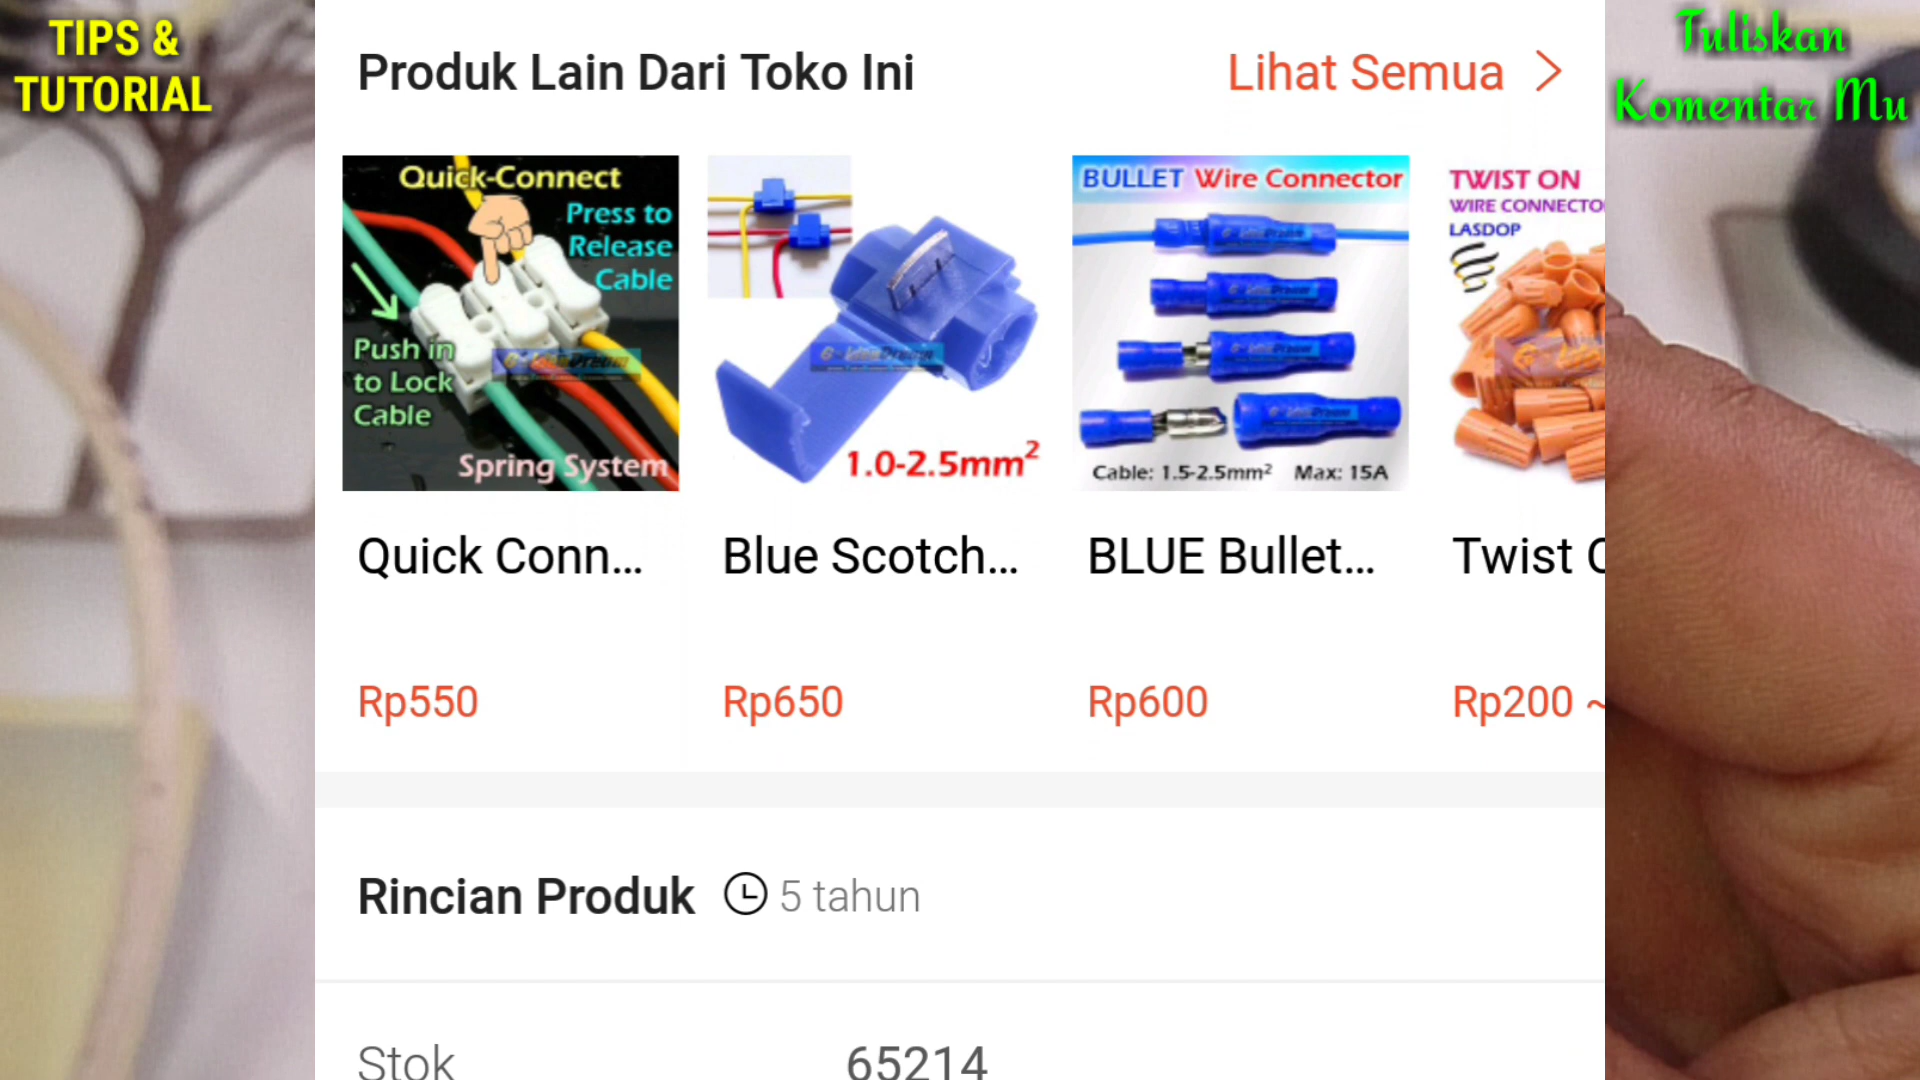 TIPS &
TUTORIAL
Tuliskan
Komentar Mu
Produk Lain Dari Toko Ini
Lihat Semua
Quick-Connect
Press to
Release
Cable
Push in
to Lock
Cable
Spring System
1.0-2.5mm²
BULLET Wire Connector
Cable: 1.5-2.5mm² Max: 15A
TWIST ON
WIRE CONNECTO
LASDOP
Quick Conn...
Blue Scotch...
BLUE Bullet...
Twist
Rp550
Rp650
Rp600
Rp200 ~
Rincian Produk
5 tahun
Stok
65214